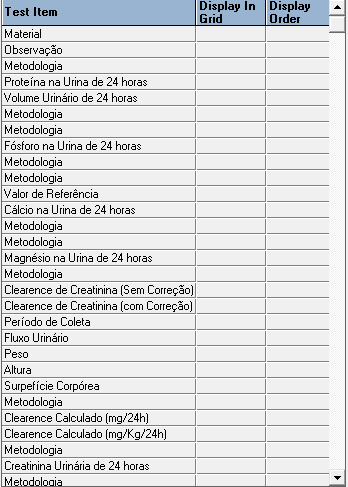 Test Item Display In Grid Display Order
Material
Observação
Metodologia
Proteína na Urina de 24 horas
Volume Urinário de 24 horas
Metodologia
Metodologia
Fósforo na Urina de 24 horas
Metodologia
Metodologia
Valor de Referência
Cálcio na Urina de 24 horas
Metodologia
Metodologia
Magnésio na Urina de 24 horas
Metodologia
Clearence de Creatinina (Sem Correção)
Clearence de Creatinina (com Correção)
Período de Coleta
Fluxo Urinário
Peso
Altura
Surpefície Corpórea
Metodologia
Clearence Calculado (mg/24h)
Clearence Calculado (mg/Kg/24h)
Metodologia
Creatinina Urinária de 24 horas
Metodologia